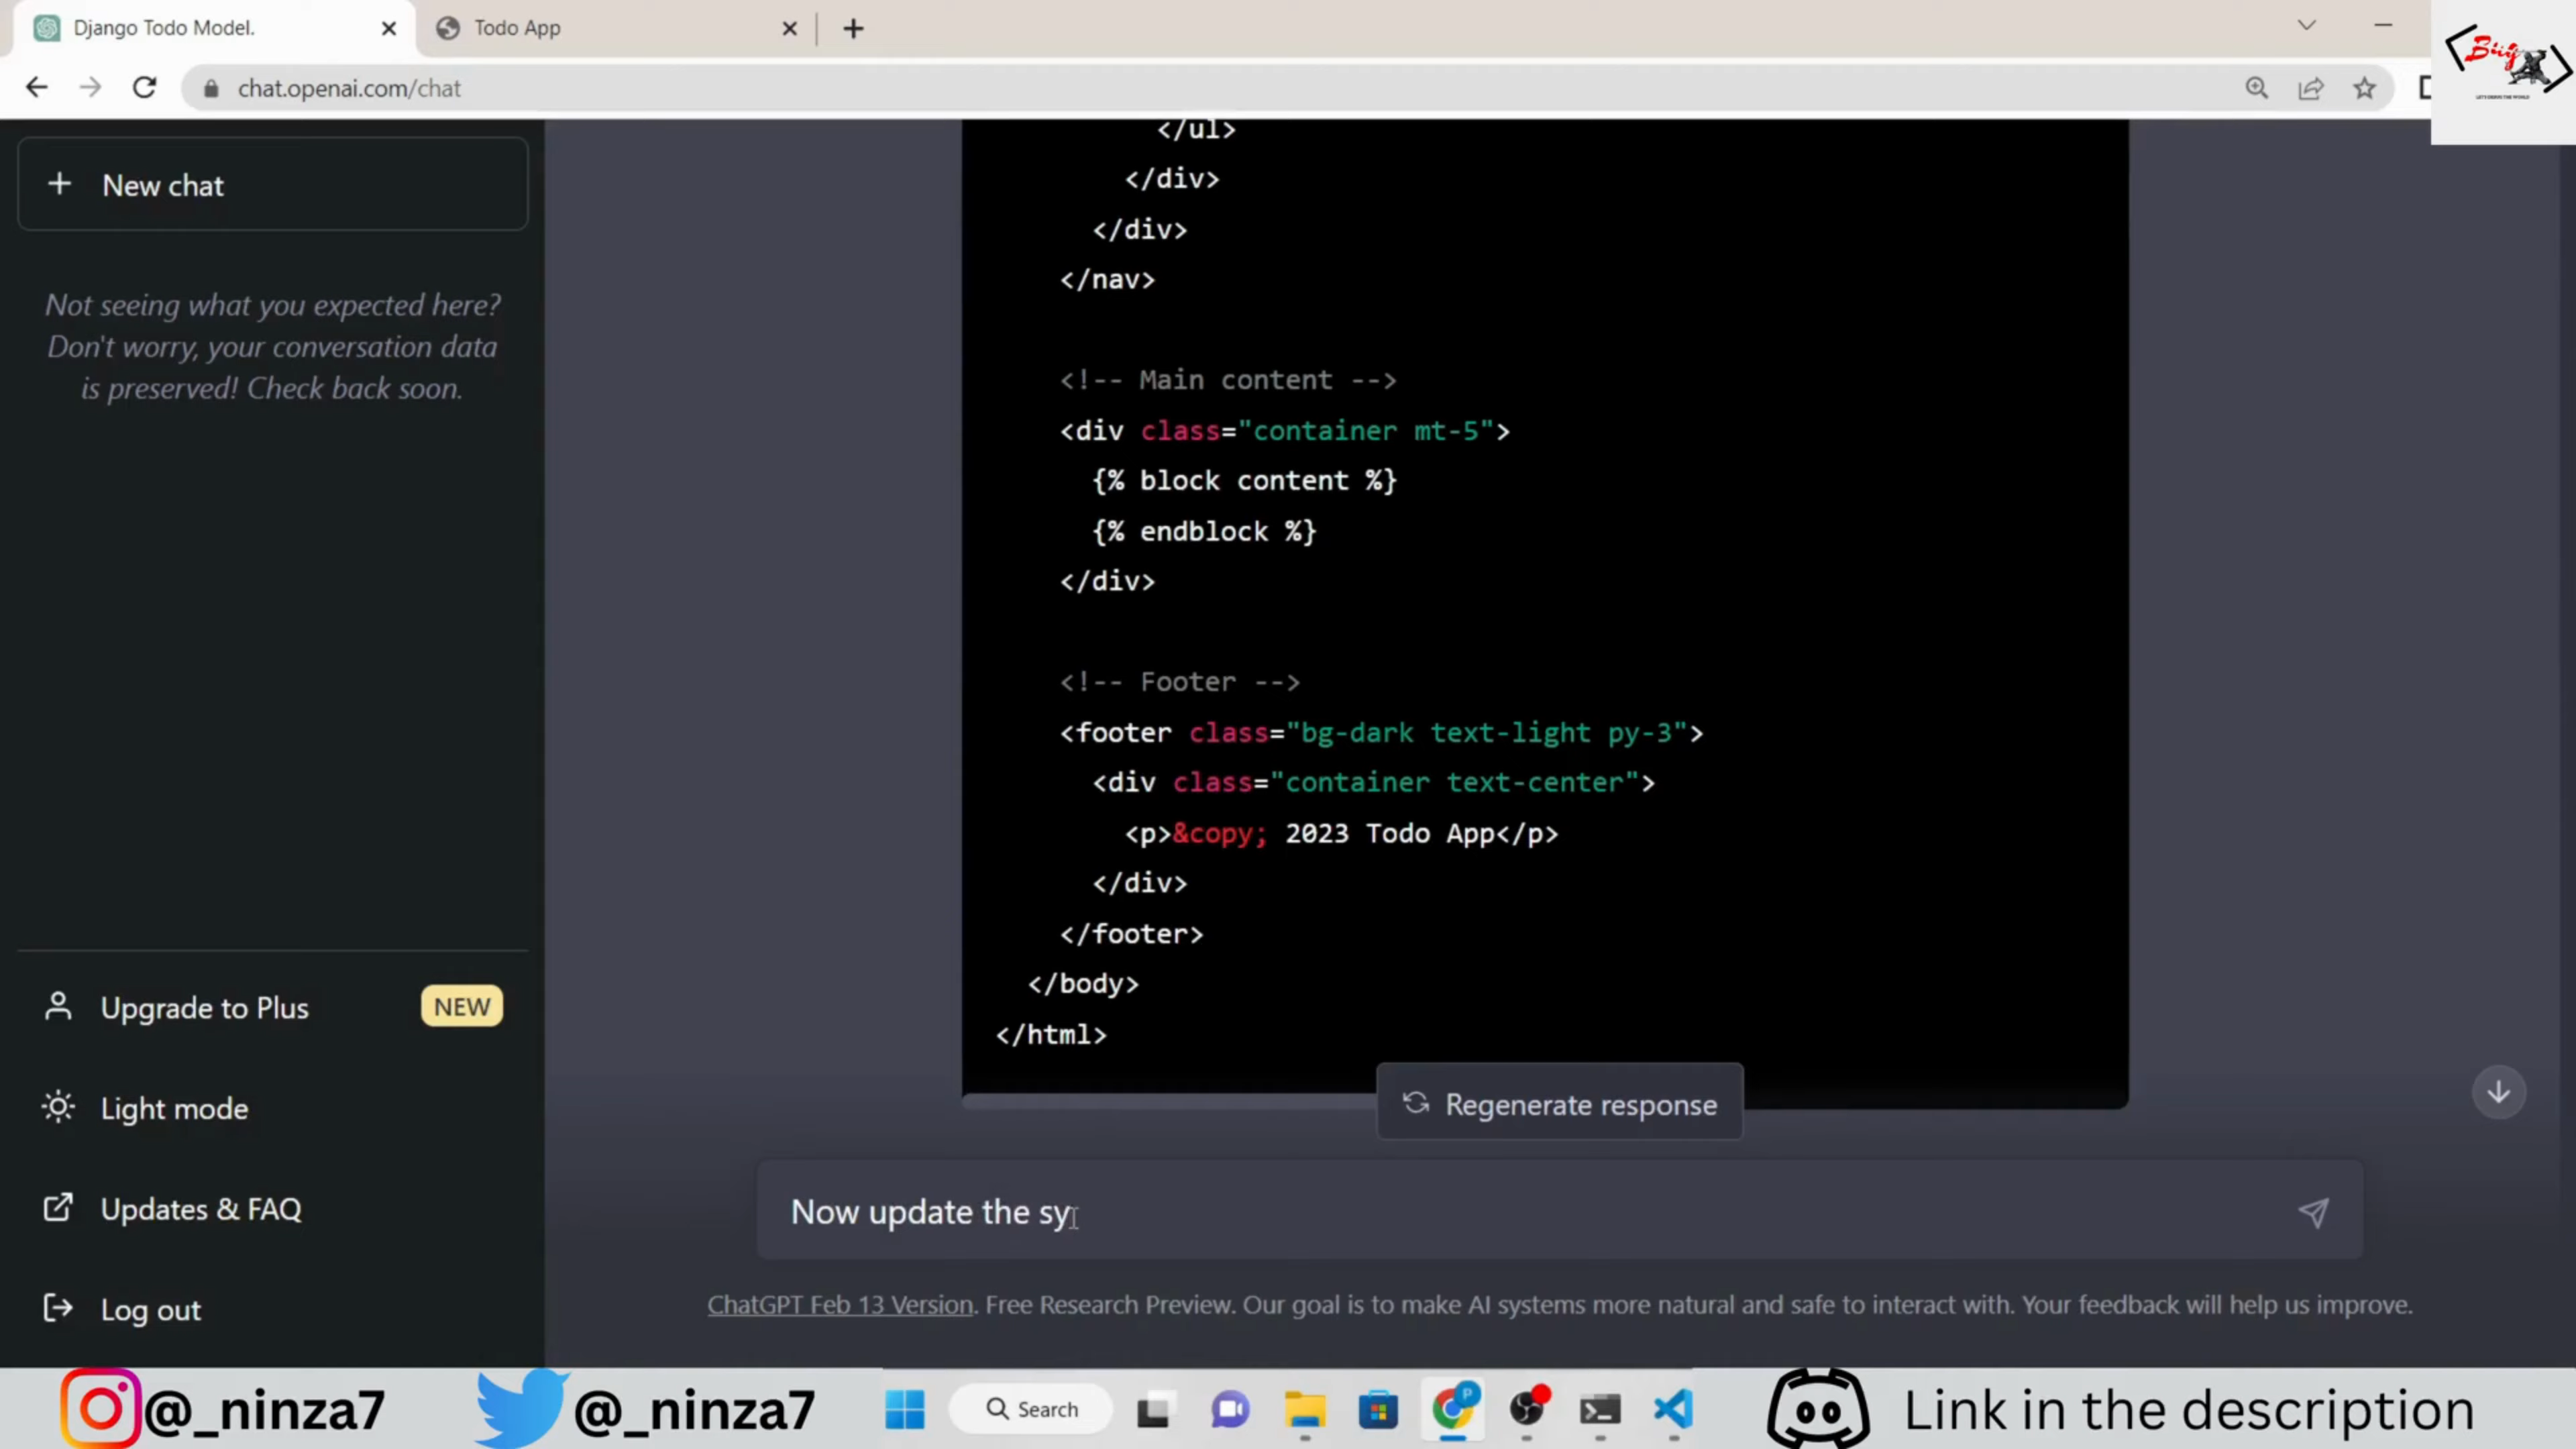 Django Todo Model.
Todo App
chat.openai.com/chat
Bug
New chat
Not seeing what you expected here?
Don't worry, your conversation data
is preserved! Check back soon.
</ul>
</div>
</div>
</nav>
<!-- Main content -->
<div class="container mt-5">
{% block content %}
{% endblock %}
</div>
<!-- Footer -->
<footer class="bg-dark text-light py-3">
<div class="container text-center">
<p>&copy; 2023 Todo App</p>
</div>
</footer>
</body>
</html>
Regenerate response
Now update the sy
ChatGPT Feb 13 Version. Free Research Preview. Our goal is to make AI systems more natural and safe to interact with. Your feedback will help us improve.
Upgrade to Plus NEW
Light mode
Updates & FAQ
Log out
@_ninza7 @_ninza7 Search P Link in the description